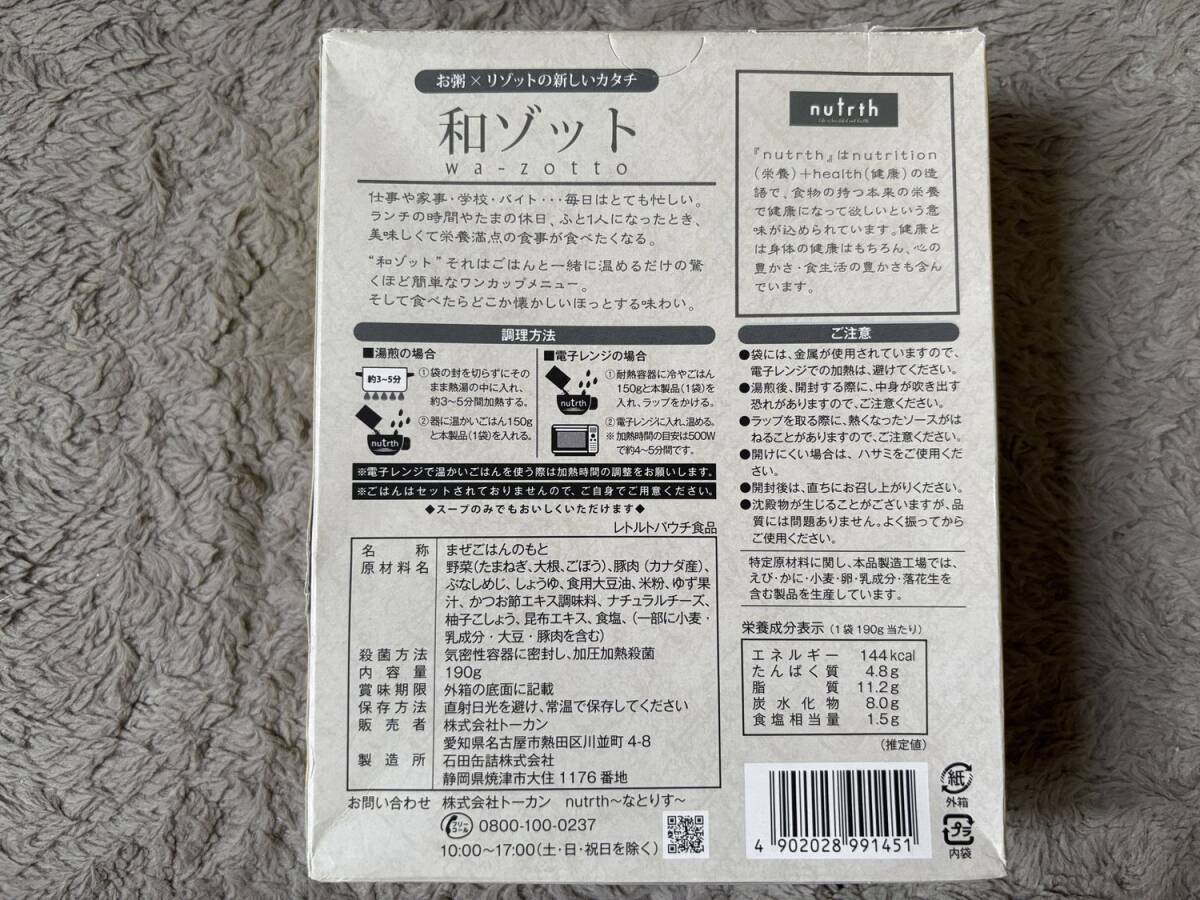 お粥×リゾットの新しいカタチ
和ゾット
wa-zotto
仕事や家事・学校・バイト・・・毎日はとても忙しい。
ランチの時間やたまの休日、ふと1人になったとき、
美味しくて栄養満点の食事が食べたくなる。
“和ゾット”それはごはんと一緒に温めるだけの驚
くほど簡単なワンカップメニュー。
そして食べたらどこか懐かしいほっとする味わい。
nutrth
『nutrth』はnutrition
(栄養)+health(健康)の造
語で、食物の持つ本来の栄養
で健康になって欲しいという意
味が込められています。健康と
は身体の健康はもちろん、心の
豊かさ・食生活の豊かさも含ん
でいます。
調理方法
■湯煎の場合
約3~5分
①袋の封を切らずにその
まま熱湯の中に入れ、
約3~5分間加熱する。
nutrth
②器に温かいごはん150g
と本製品(1袋)を入れる。
■電子レンジの場合
nutrth
①耐熱容器に冷やごはん
150gと本製品(1袋)を
入れ、ラップをかける。
②電子レンジに入れ、温める。
※加熱時間の目安は500W
で約4~5分間です。
※電子レンジで温かいごはんを使う際は加熱時間の調整をお願いします。
※ごはんはセットされておりませんので、ご自身でご用意ください。
◆スープのみでもおいしくいただけます◆
レトルトパウチ食品
名称 まぜごはんのもと
原材料名 野菜(たまねぎ、大根、ごぼう)、豚肉(カナダ産)、
ぶなしめじ、しょうゆ、食用大豆油、米粉、ゆず果
汁、かつお節エキス調味料、ナチュラルチーズ、
柚子こしょう、昆布エキス、食塩、(一部に小麦・
乳成分・大豆・豚肉を含む)
殺菌方法 気密性容器に密封し、加圧加熱殺菌
内容量 190g
賞味期限 外箱の底面に記載
保存方法 直射日光を避け、常温で保存してください
販売者 株式会社トーカン
愛知県名古屋市熱田区川並町4-8
製造所 石田缶詰株式会社
静岡県焼津市大住1176番地
お問い合わせ 株式会社トーカン nutrth~なとりす~
フリーコール 0800-100-0237
10:00~17:00(土・日・祝日を除く)
ご注意
●袋には、金属が使用されていますので、
電子レンジでの加熱は、避けてください。
●湯煎後、開封する際に、中身が吹き出す
恐れがありますので、ご注意ください。
●ラップを取る際に、熱くなったソースがは
ねることがありますので、ご注意ください。
●開けにくい場合は、ハサミをご使用くだ
さい。
●開封後は、直ちにお召し上がりください。
●沈殿物が生じることがございますが、品
質には問題ありません。よく振ってから
ご使用ください。
特定原材料に関し、本品製造工場では、
えび・かに・小麦・卵・乳成分・落花生を
含む製品を生産しています。
栄養成分表示(1袋190g当たり)
エネルギー 144kcal
たんぱく質 4.8g
脂質 11.2g
炭水化物 8.0g
食塩相当量 1.5g
(推定値)
4 902028 991451
紙
外箱
プラ
内袋